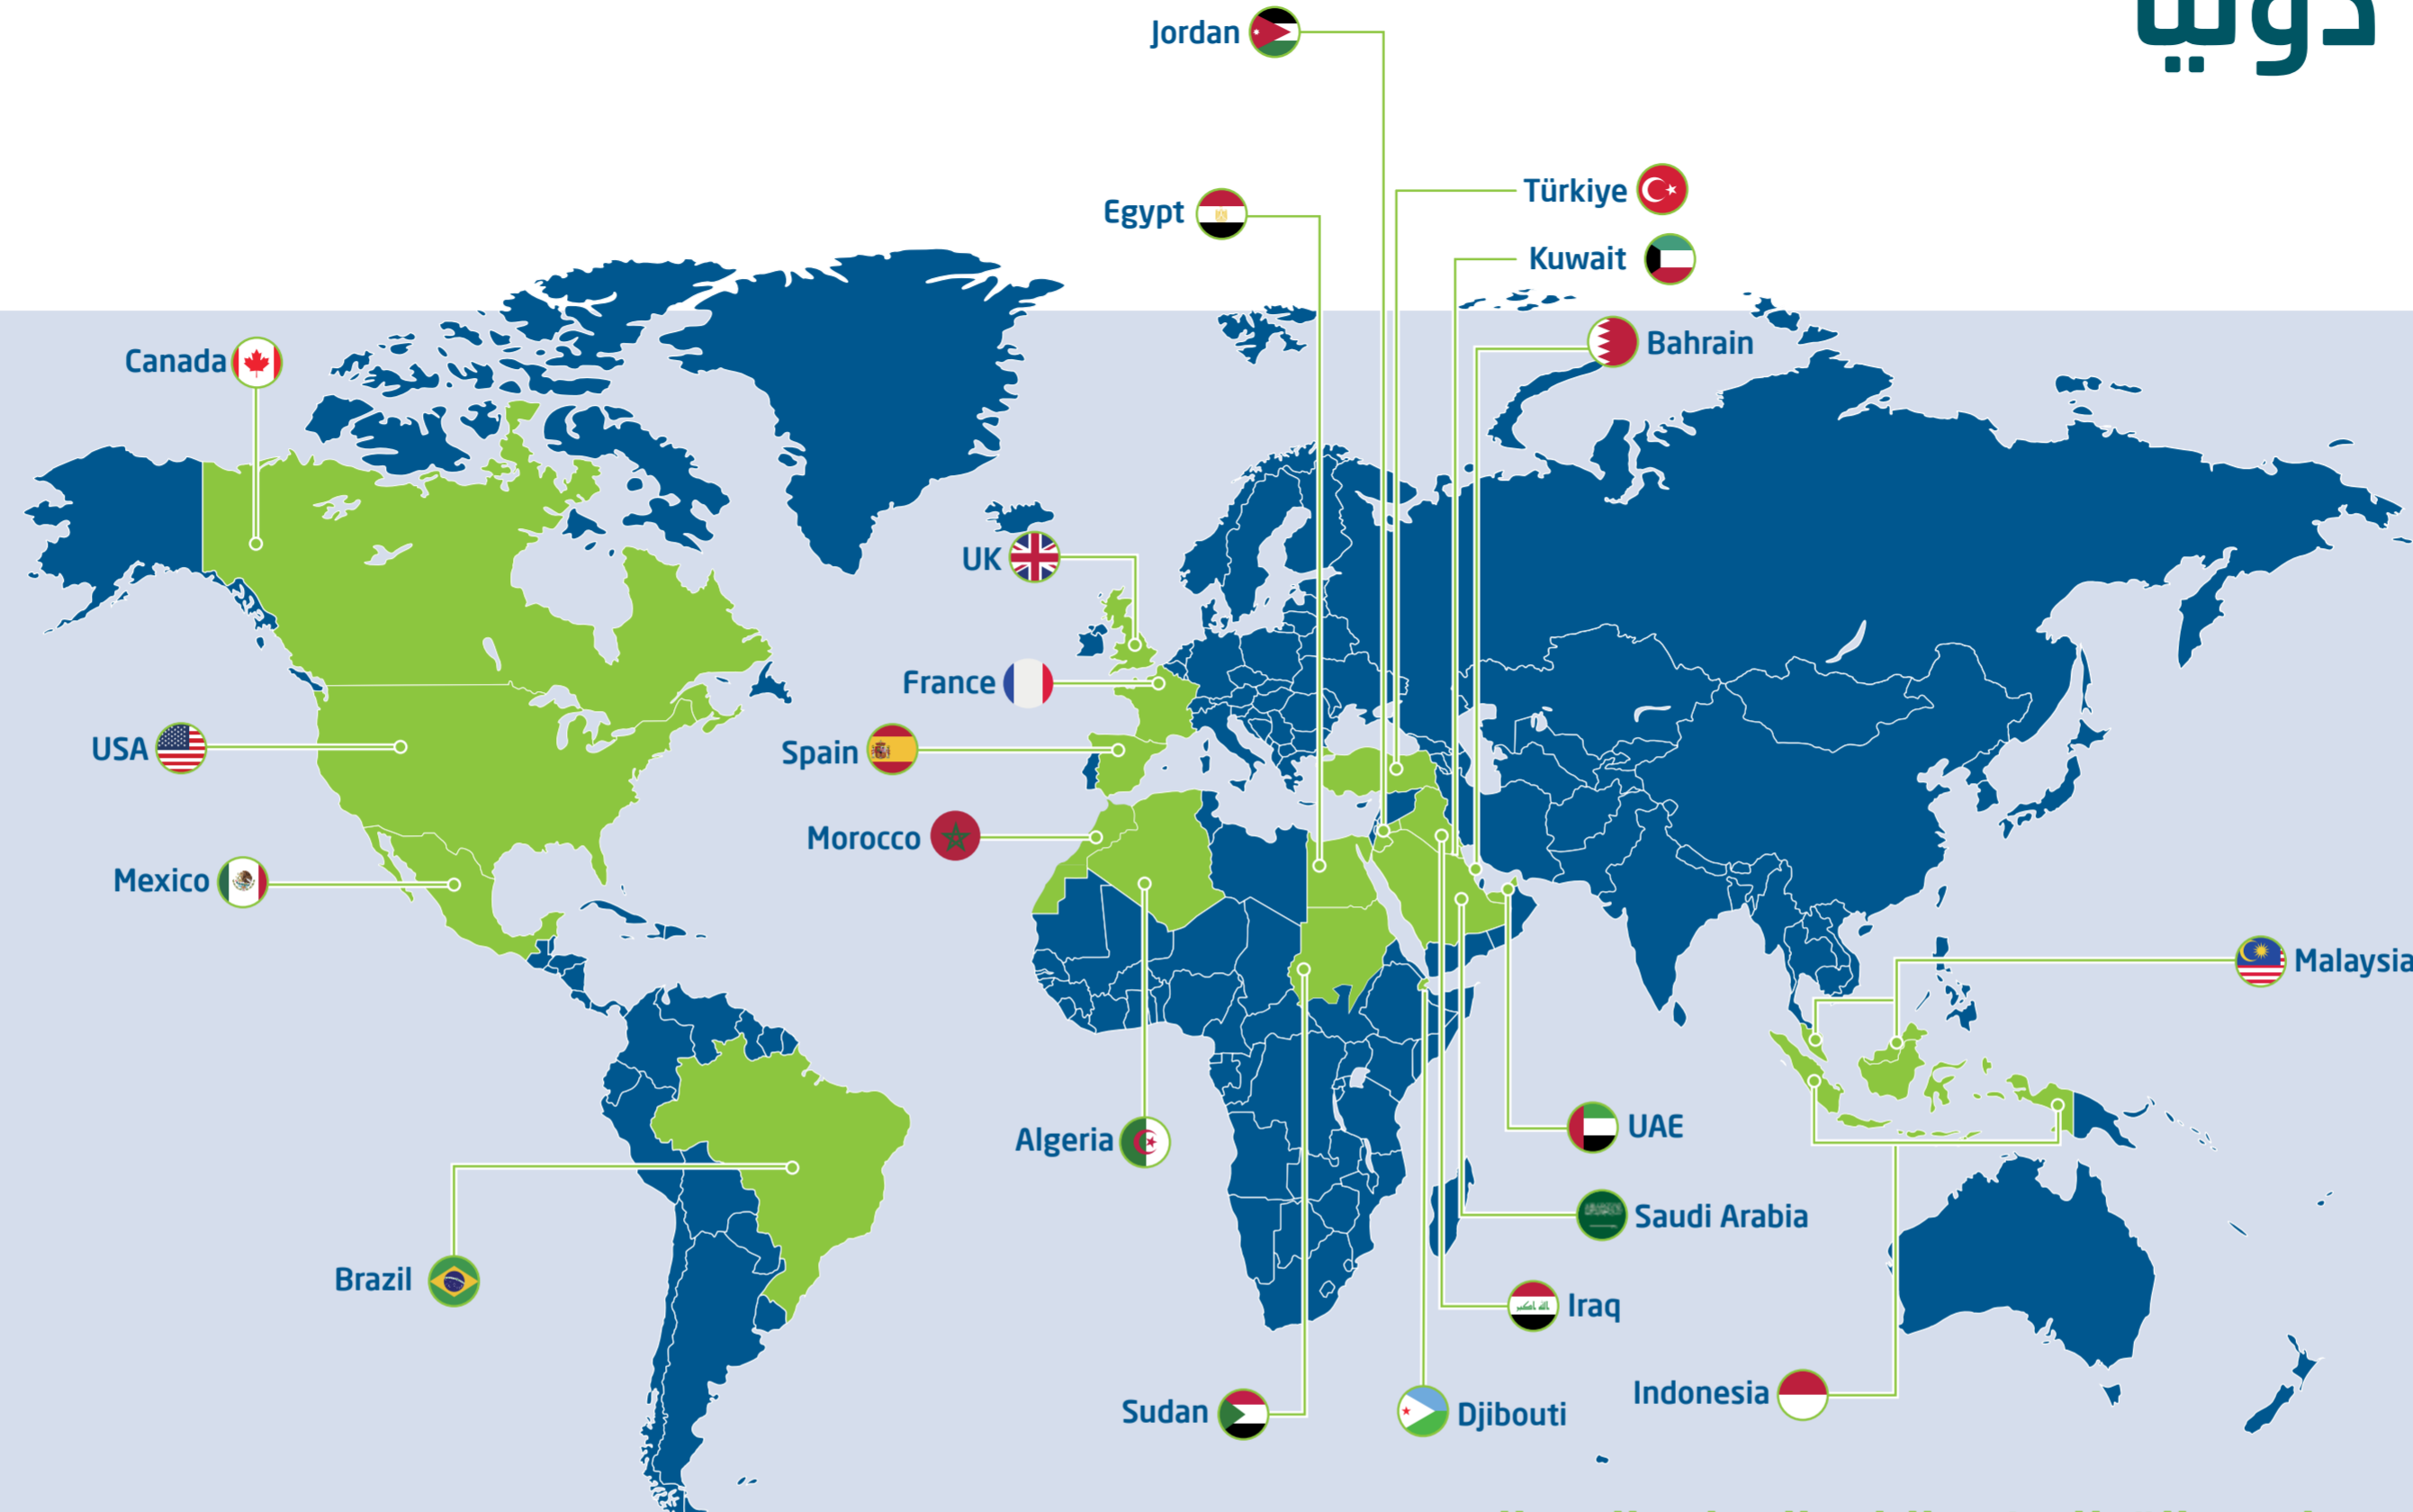 دوليا
Jordan
Türkiye
Egypt
Kuwait
Bahrain
Canada
UK
France
USA
Spain
Morocco
Mexico
Malaysia
UAE
Algeria
Saudi Arabia
Brazil
Iraq
Indonesia
Sudan
Djibouti